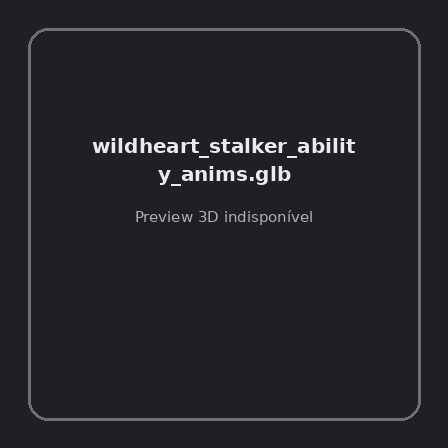 wildheart_stalker_abilit
y_anims.glb
Preview 3D indisponível